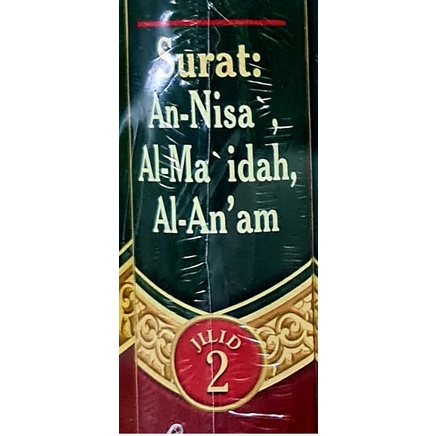 Surat:
An-Nisa`,
Al-Ma`idah,
Al-An'am
JILID
2